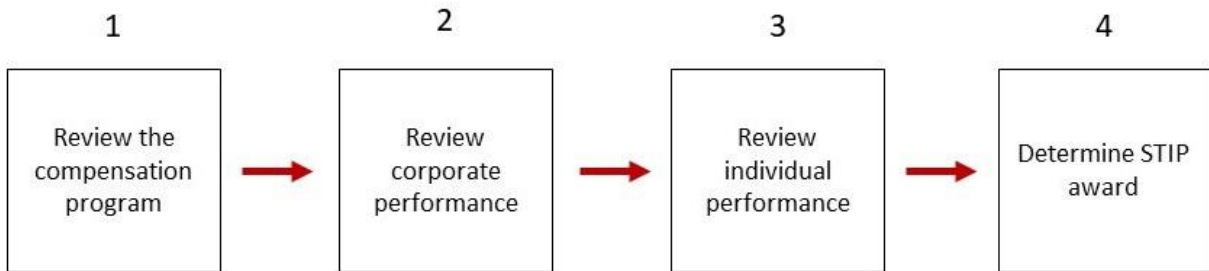 1
2
3
4
Review the
compensation
program
Review
corporate
performance
Review
individual
performance
Determine STIP
award